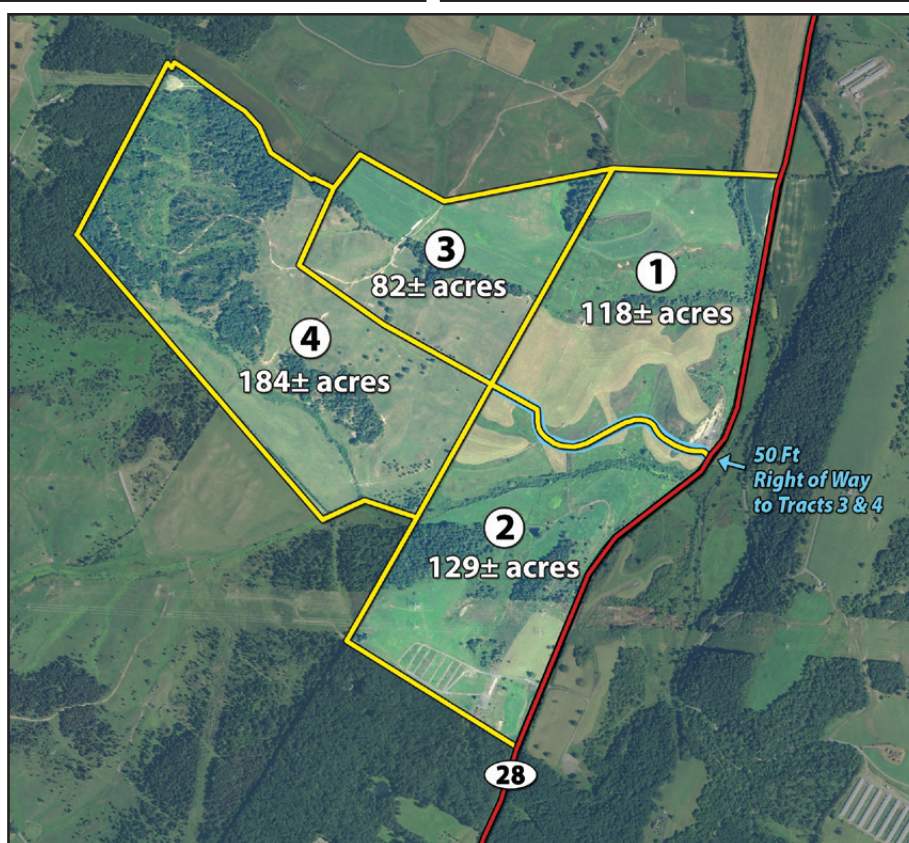 3
82± acres
1
118± acres
4
184± acres
50 Ft
Right of Way
to Tracts 3 & 4
2
129± acres
28